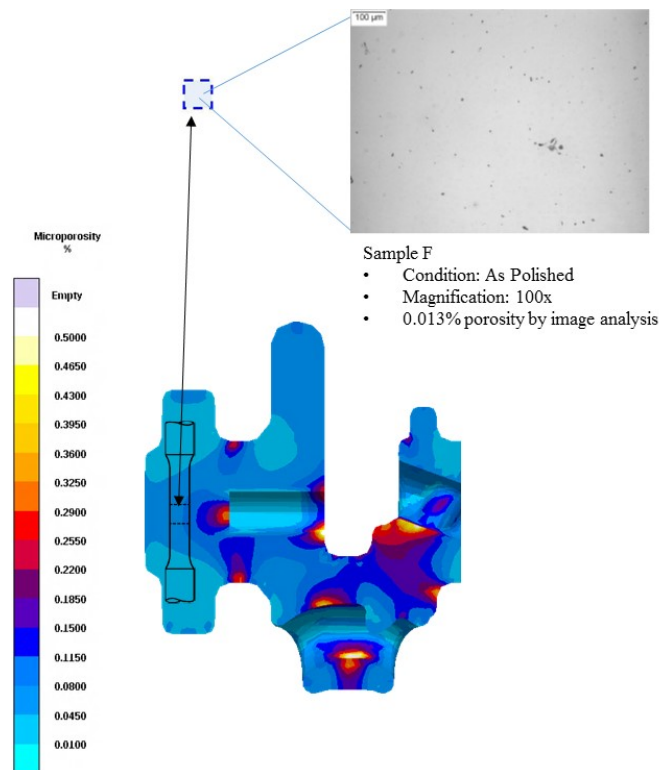 100 µm
Sample F
• Condition: As Polished
• Magnification: 100x
• 0.013% porosity by image analysis
Microporosity
%
Empty
0.5000
0.4650
0.4300
0.3950
0.3600
0.3250
0.2900
0.2550
0.2200
0.1850
0.1500
0.1150
0.0800
0.0450
0.0100